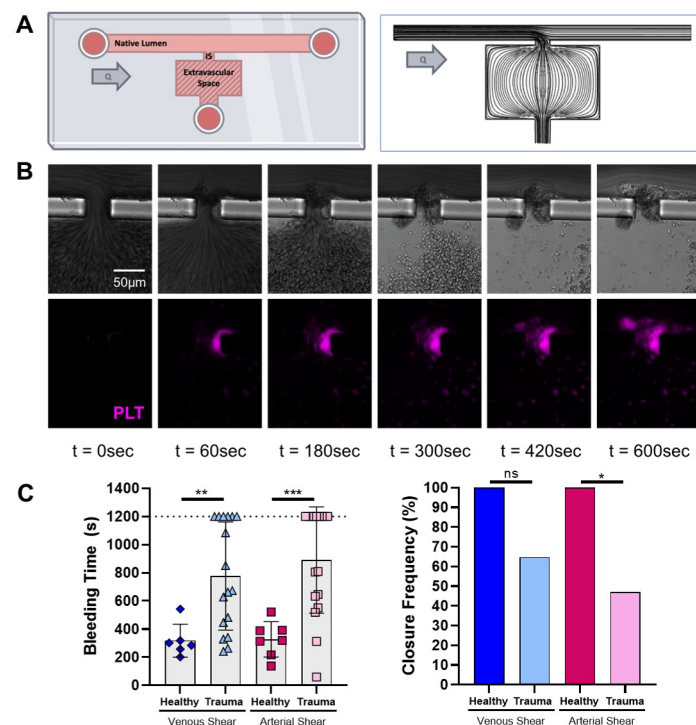 A
Native Lumen
IS
Q
Extravascular
Space
Q
B
50µm
PLT
t = 0sec
t = 60sec
t = 180sec
t = 300sec
t = 420sec
t = 600sec
C
Bleeding Time (s)
1400
1200
1000
800
600
400
200
0
**
***
Healthy Trauma Healthy Trauma
Venous Shear Arterial Shear
Closure Frequency (%)
100
90
80
70
60
50
40
30
20
10
0
ns
*
Healthy Trauma Healthy Trauma
Venous Shear Arterial Shear